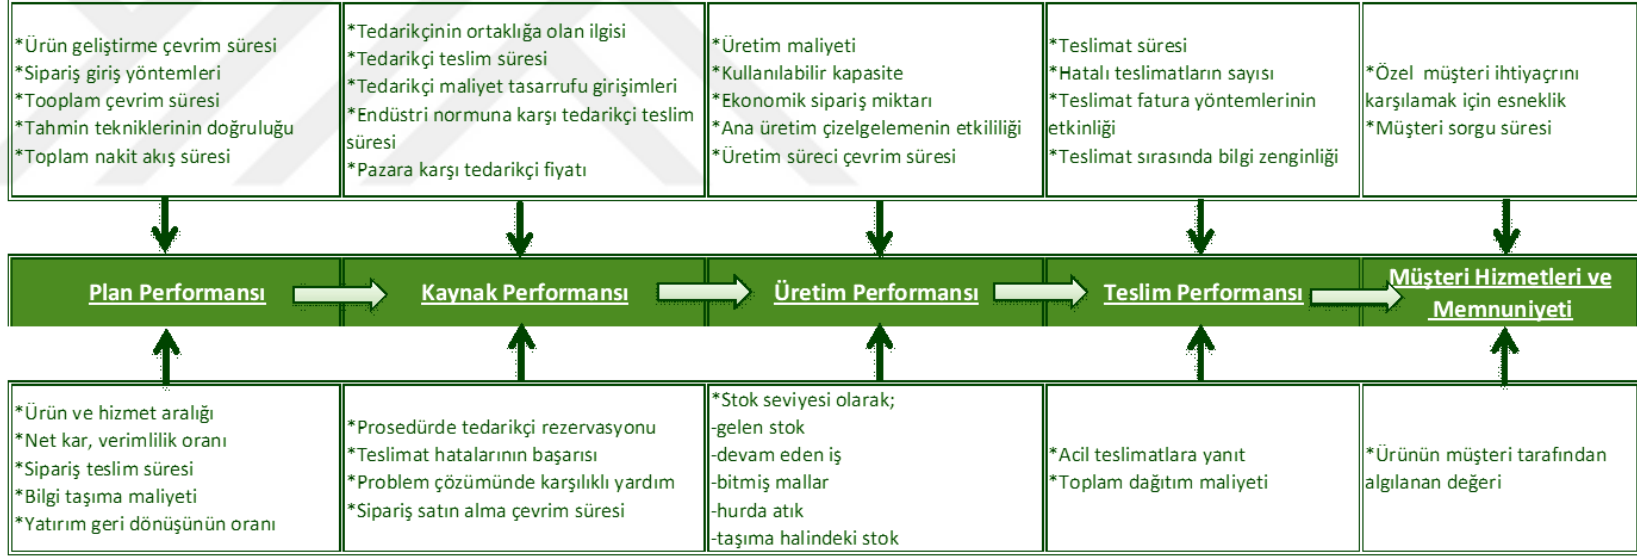 *Ürün geliştirme çevrim süresi
*Sipariş giriş yöntemleri
*Tooplam çevrim süresi
*Tahmin tekniklerinin doğruluğu
*Toplam nakit akış süresi
*Tedarikçinin ortaklığa olan ilgisi
*Tedarikçi teslim süresi
*Tedarikçi maliyet tasarrufu girişimleri
*Endüstri normuna karşı tedarikçi teslim
süresi
*Pazara karşı tedarikçi fiyatı
*Üretim maliyeti
*Kullanılabilir kapasite
*Ekonomik sipariş miktarı
*Ana üretim çizelgelemenin etkililiği
*Üretim süreci çevrim süresi
*Teslimat süresi
*Hatalı teslimatların sayısı
*Teslimat fatura yöntemlerinin
etkinliği
*Teslimat sırasında bilgi zenginliği
*Özel müşteri ihtiyaçrını
karşılamak için esneklik
*Müşteri sorgu süresi
Plan Performansı
Kaynak Performansı
Üretim Performansı
Teslim Performansı
Müşteri Hizmetleri ve
Memnuniyeti
*Ürün ve hizmet aralığı
*Net kar, verimlilik oranı
*Sipariş teslim süresi
*Bilgi taşıma maliyeti
*Yatırım geri dönüşünün oranı
*Prosedürde tedarikçi rezervasyonu
*Teslimat hatalarının başarısı
*Problem çözümünde karşılıklı yardım
*Sipariş satın alma çevrim süresi
*Stok seviyesi olarak;
-gelen stok
-devam eden iş
-bitmiş mallar
-hurda atık
-taşıma halindeki stok
*Acil teslimatlara yanıt
*Toplam dağıtım maliyeti
*Ürünün müşteri tarafından
algılanan değeri